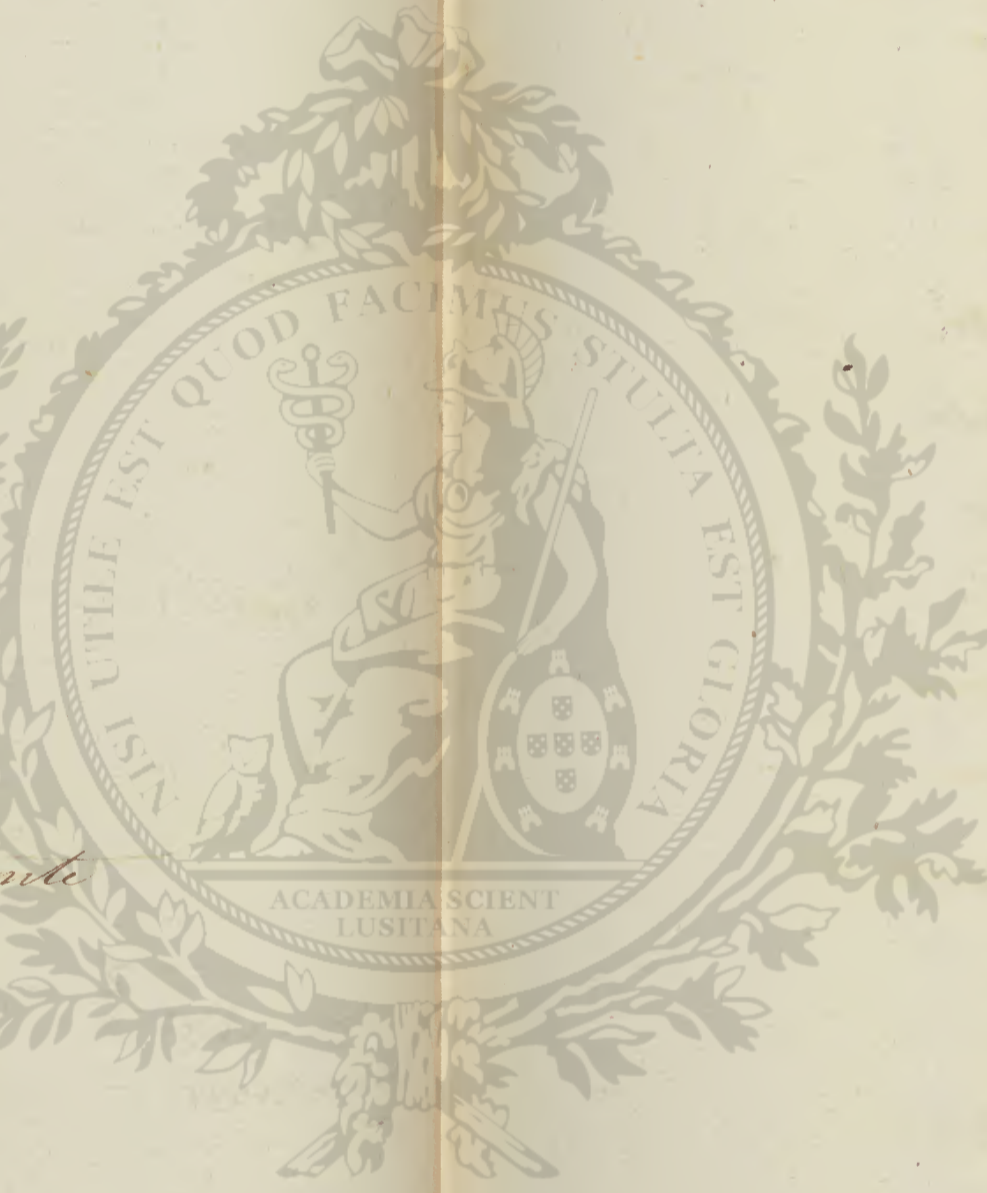 NISI UTILE EST QUOD FACIMUS STULTA EST GLORIA
ACADEMIA SCIENT
LUSITANA